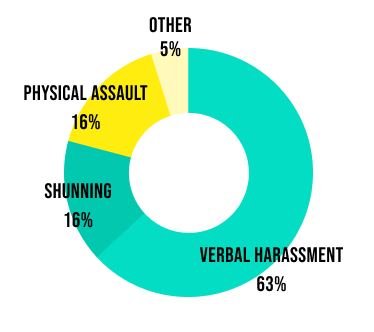 OTHER
5%
PHYSICAL ASSAULT
16%
SHUNNING
16%
VERBAL HARASSMENT
63%